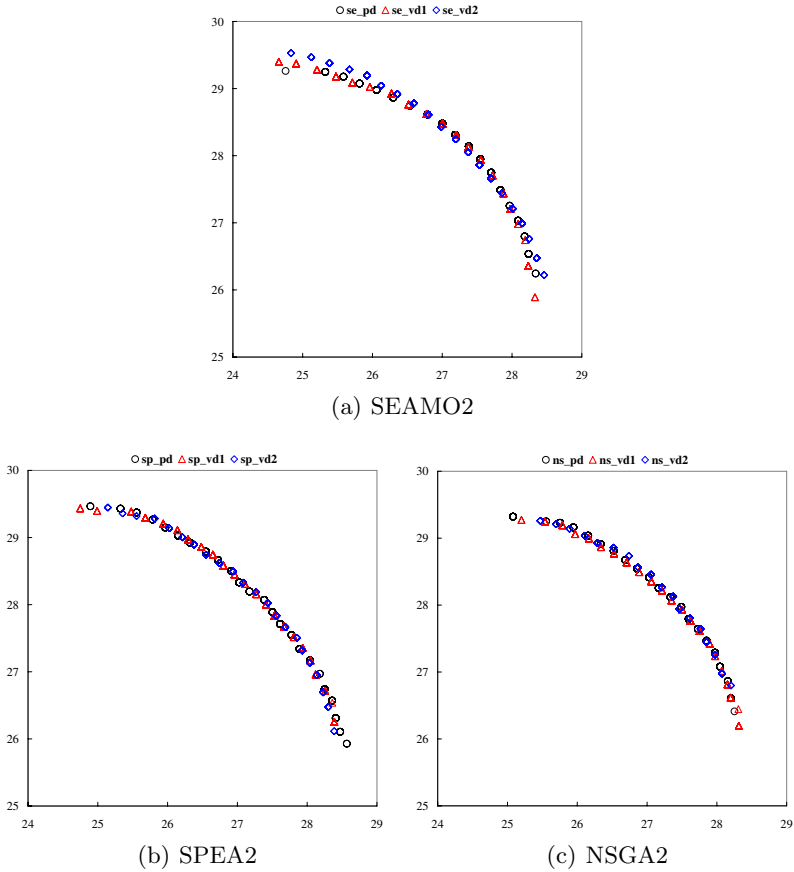 se_pd se_vd1 se_vd2
30
29
28
27
26
25
24 25 26 27 28 29
(a) SEAMO2
sp_pd sp_vd1 sp_vd2
30
29
28
27
26
25
24 25 26 27 28 29
(b) SPEA2
ns_pd ns_vd1 ns_vd2
30
29
28
27
26
25
24 25 26 27 28 29
(c) NSGA2